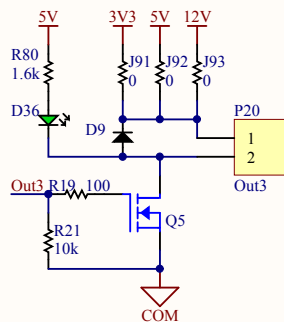 5V 3V3 5V 12V
R80 1.6k
J91 0
J92 0
J93 0
D36
D9
P20
1
2
Out3
Out3
R19 100
Q5
R21 10k
COM